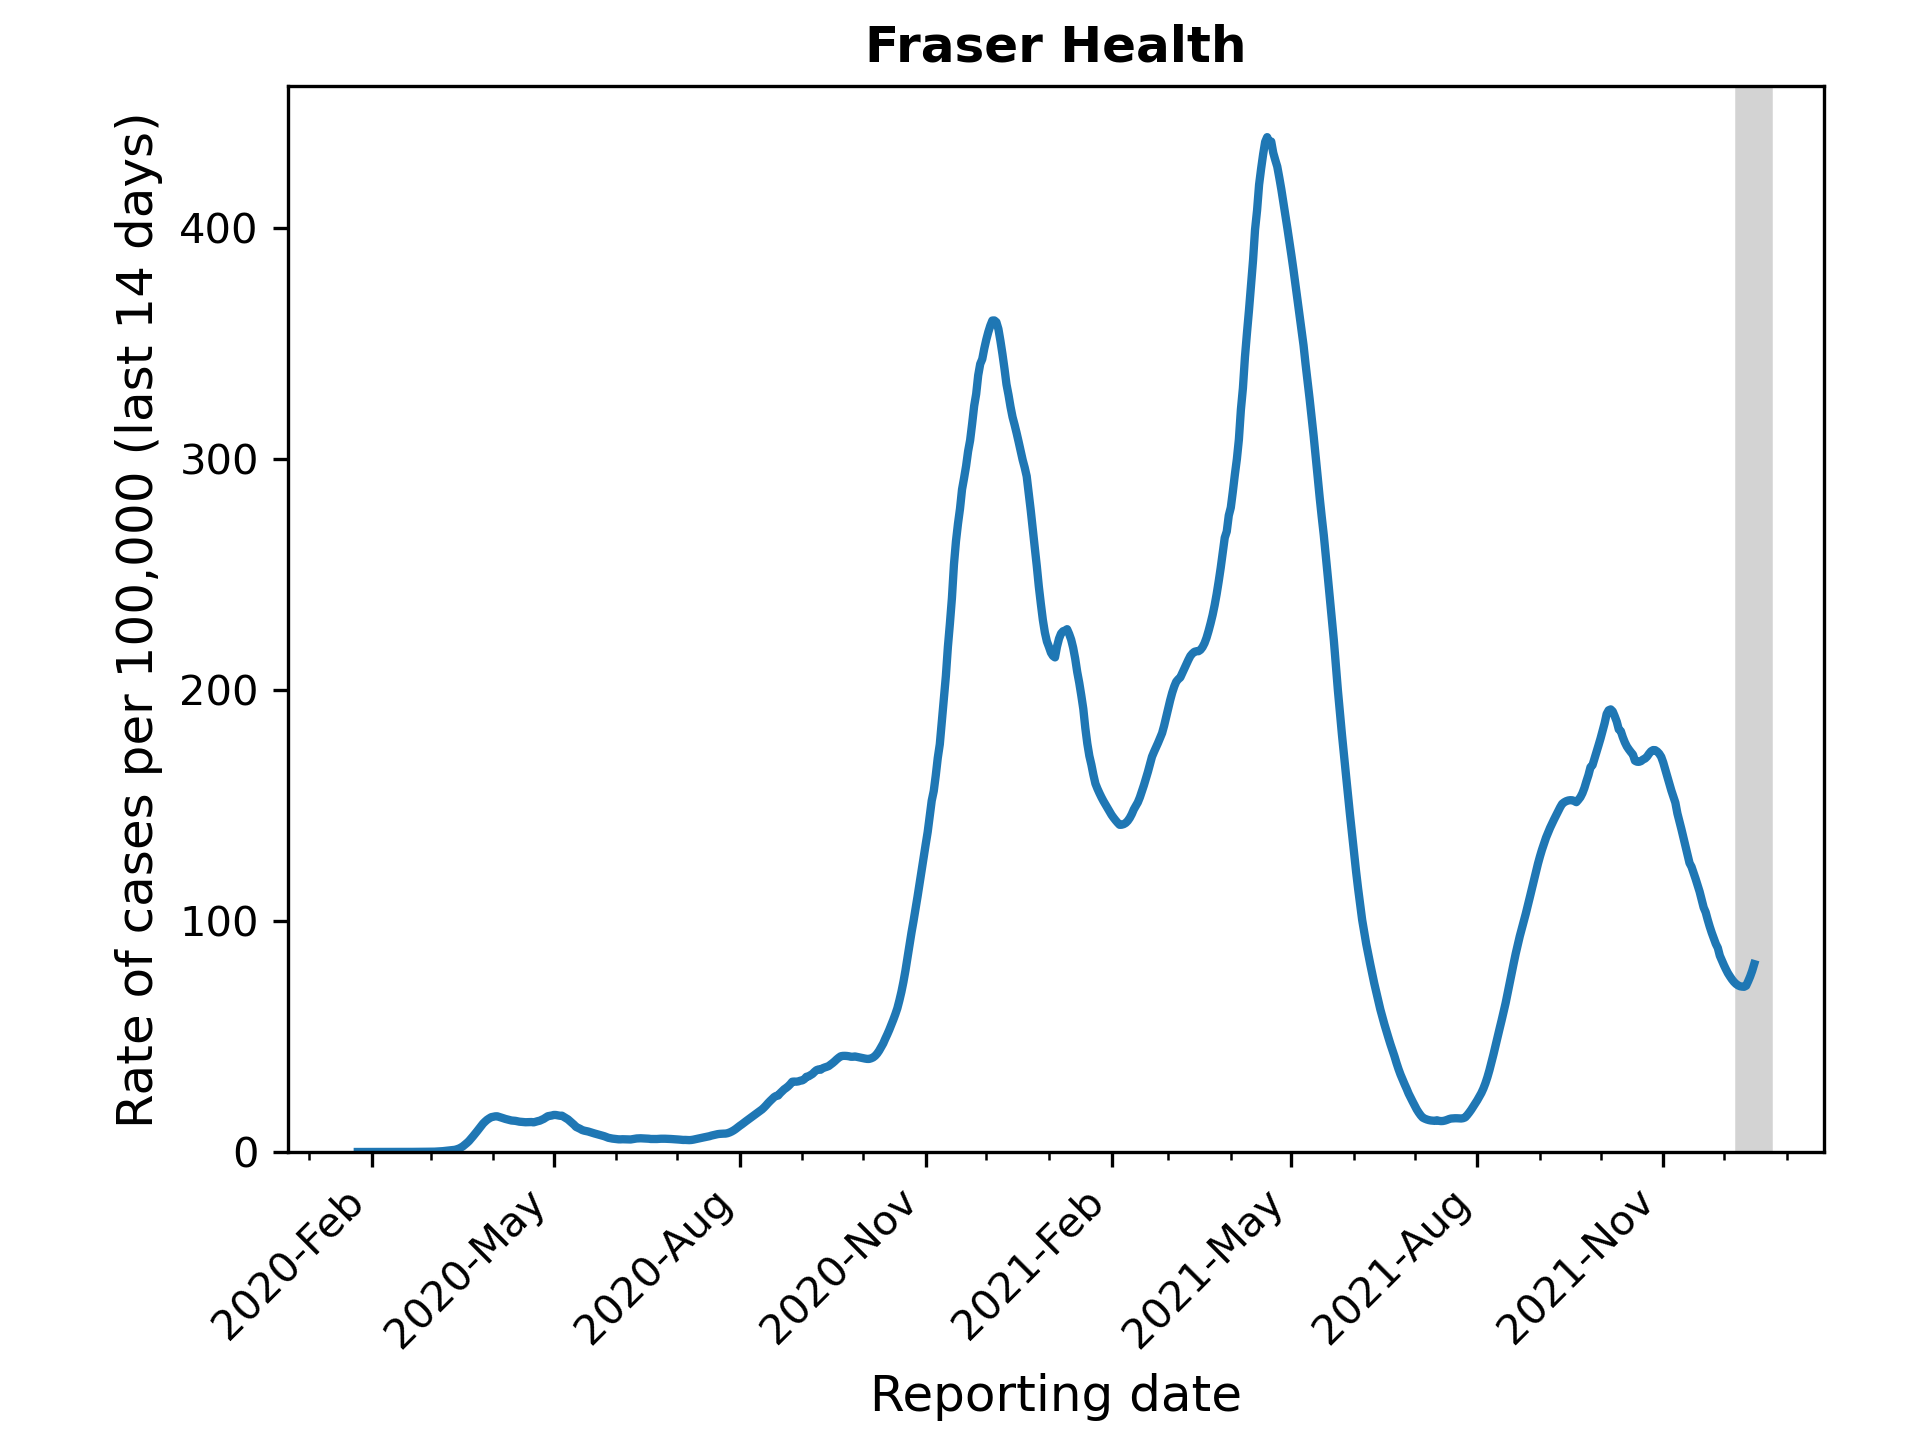 Fraser Health
Rate of cases per 100,000 (last 14 days)
400
300
200
100
0
2020-Feb
2020-May
2020-Aug
2020-Nov
2021-Feb
2021-May
2021-Aug
2021-Nov
Reporting date